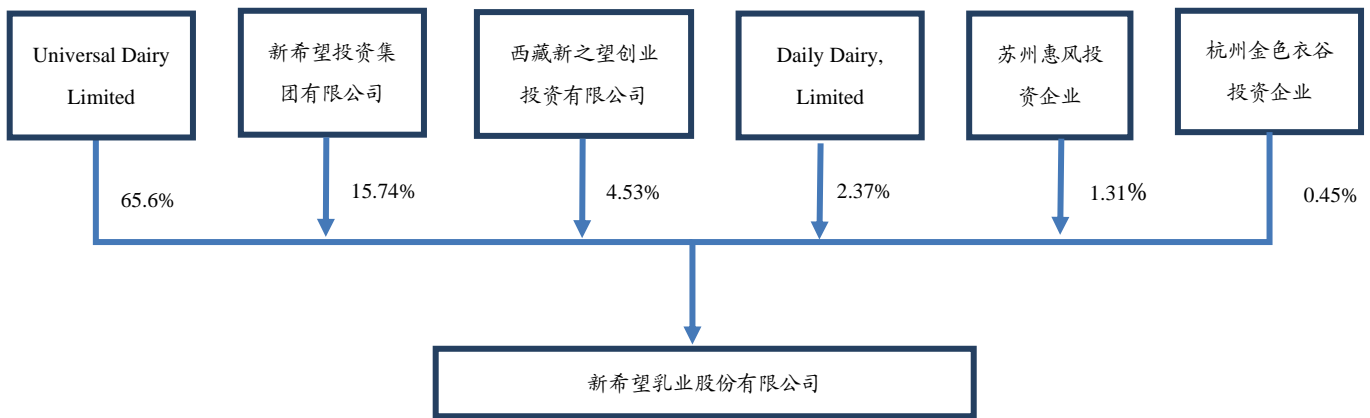 Universal Dairy
Limited
新希望投资集
团有限公司
西藏新之望创业
投资有限公司
Daily Dairy,
Limited
苏州惠风投
资企业
杭州金色衣谷
投资企业
65.6%
15.74%
4.53%
2.37%
1.31%
0.45%
新希望乳业股份有限公司